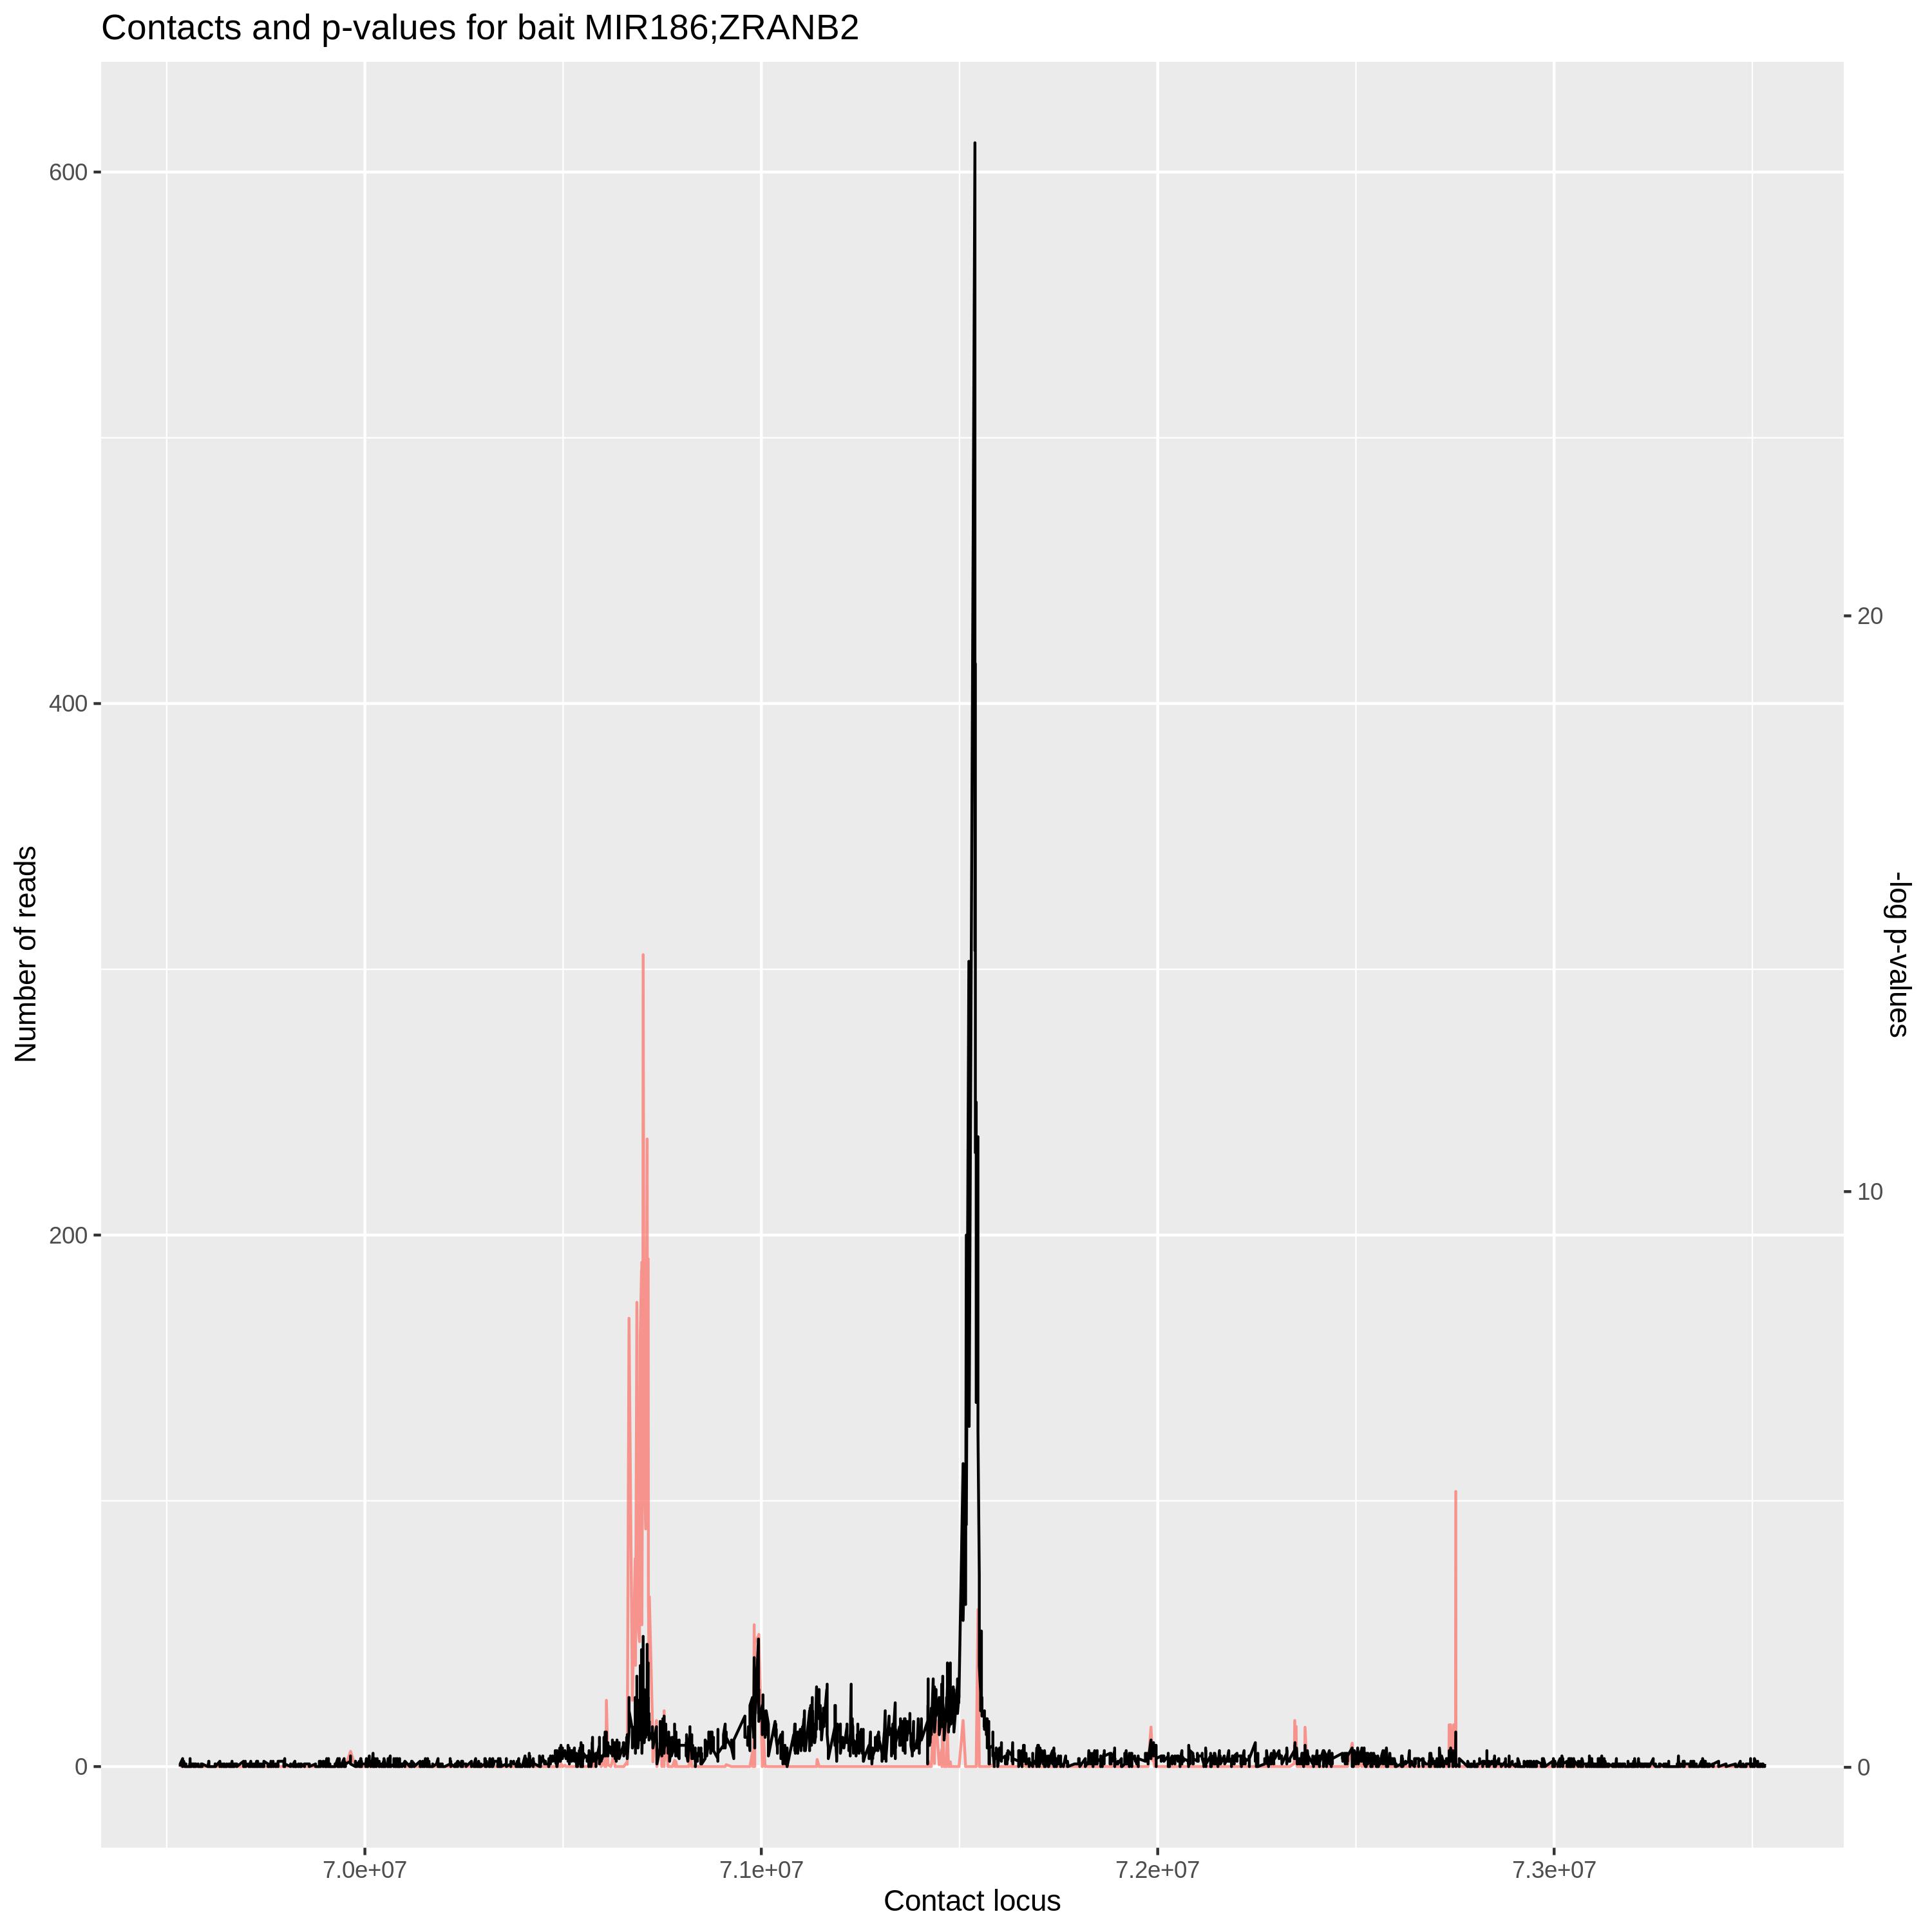 Contacts and p-values for bait MIR186;ZRANB2
600
400
200
0
Number of reads
20
10
0
-log p-values
7.0e+07 7.1e+07 7.2e+07 7.3e+07
Contact locus